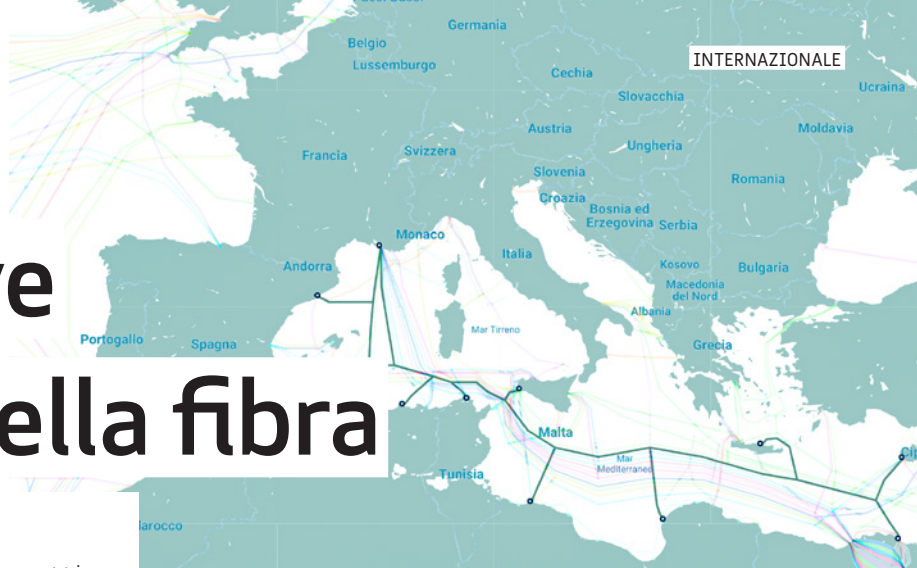 Germania
Belgio
INTERNAZIONALE
Lussemburgo
Cechia
Ucraina
Slovacchia
Austria
Moldavia
Francia
Svizzera
Ungheria
Slovenia
Romania
Croazia
Bosnia ed
Erzegovina
Serbia
Monaco
Italia
Andorra
Kosovo
Bulgaria
Macedonia
del Nord
Albania
Mar Tirreno
Portogallo
Spagna
Grecia
ella fibra
Malta
Mar
Mediterraneo
Tunisia
arocco